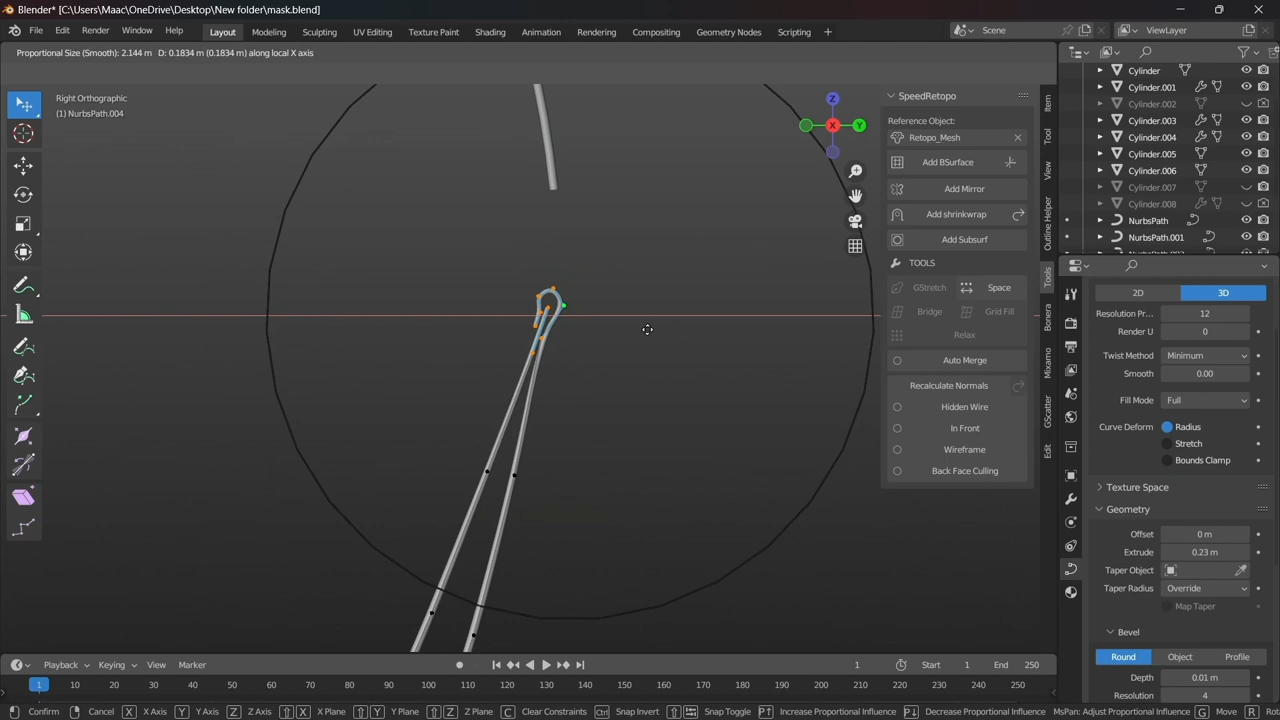 Blender* [C:\Users\Maac\OneDrive\Desktop\New folder\mask.blend]
File Edit Render Window Help Layout Modeling Sculpting UV Editing Texture Paint Shading Animation Rendering Compositing Geometry Nodes Scripting + Scene ViewLayer
Proportional Size (Smooth): 2.144 m D: 0.1834 m (0.1834 m) along local X axis
Right Orthographic
(1) NurbsPath.004
Z
X
Y
SpeedRetopo
Reference Object:
Retopo_Mesh
Add BSurface
Add Mirror
Add shrinkwrap
Add Subsurf
TOOLS
GStretch Space
Bridge Grid Fill
Relax
Auto Merge
Recalculate Normals
Hidden Wire
In Front
Wireframe
Back Face Culling
Item
Tool
View
Outline Helper
Tools
Bonera
Mixamo
GScatter
Edit
Cylinder
Cylinder.001
Cylinder.002
Cylinder.003
Cylinder.004
Cylinder.005
Cylinder.006
Cylinder.007
Cylinder.008
NurbsPath
NurbsPath.001
2D 3D
Resolution Pr... 12
Render U 0
Twist Method Minimum
Smooth 0.00
Fill Mode Full
Curve Deform Radius
Stretch
Bounds Clamp
Texture Space
Geometry
Offset 0 m
Extrude 0.23 m
Taper Object
Taper Radius Override
Map Taper
Bevel
Round Object Profile
Depth 0.01 m
Resolution 4
Playback Keying View Marker 1 Start 1 End 250
1 10 20 30 40 50 60 70 80 90 100 110 120 130 140 150 160 170 180 190 200 210 220 230 240 250
Confirm Cancel X X Axis Y Y Axis Z Z Axis X X Plane Y Y Plane Z Z Plane C Clear Constraints Ctrl Snap Invert Snap Toggle P↑ Increase Proportional Influence P↓ Decrease Proportional Influence MsPan: Adjust Proportional Influence G Move R